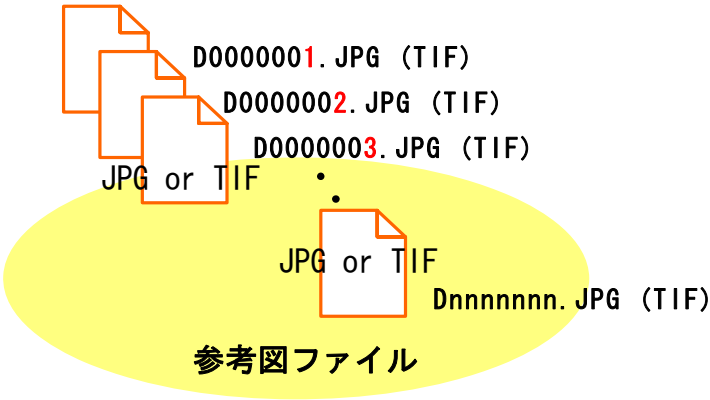 D0000001.JPG (TIF)
D0000002.JPG (TIF)
D0000003.JPG (TIF)
JPG or TIF
JPG or TIF
Dnnnnnnn.JPG (TIF)
参考図ファイル